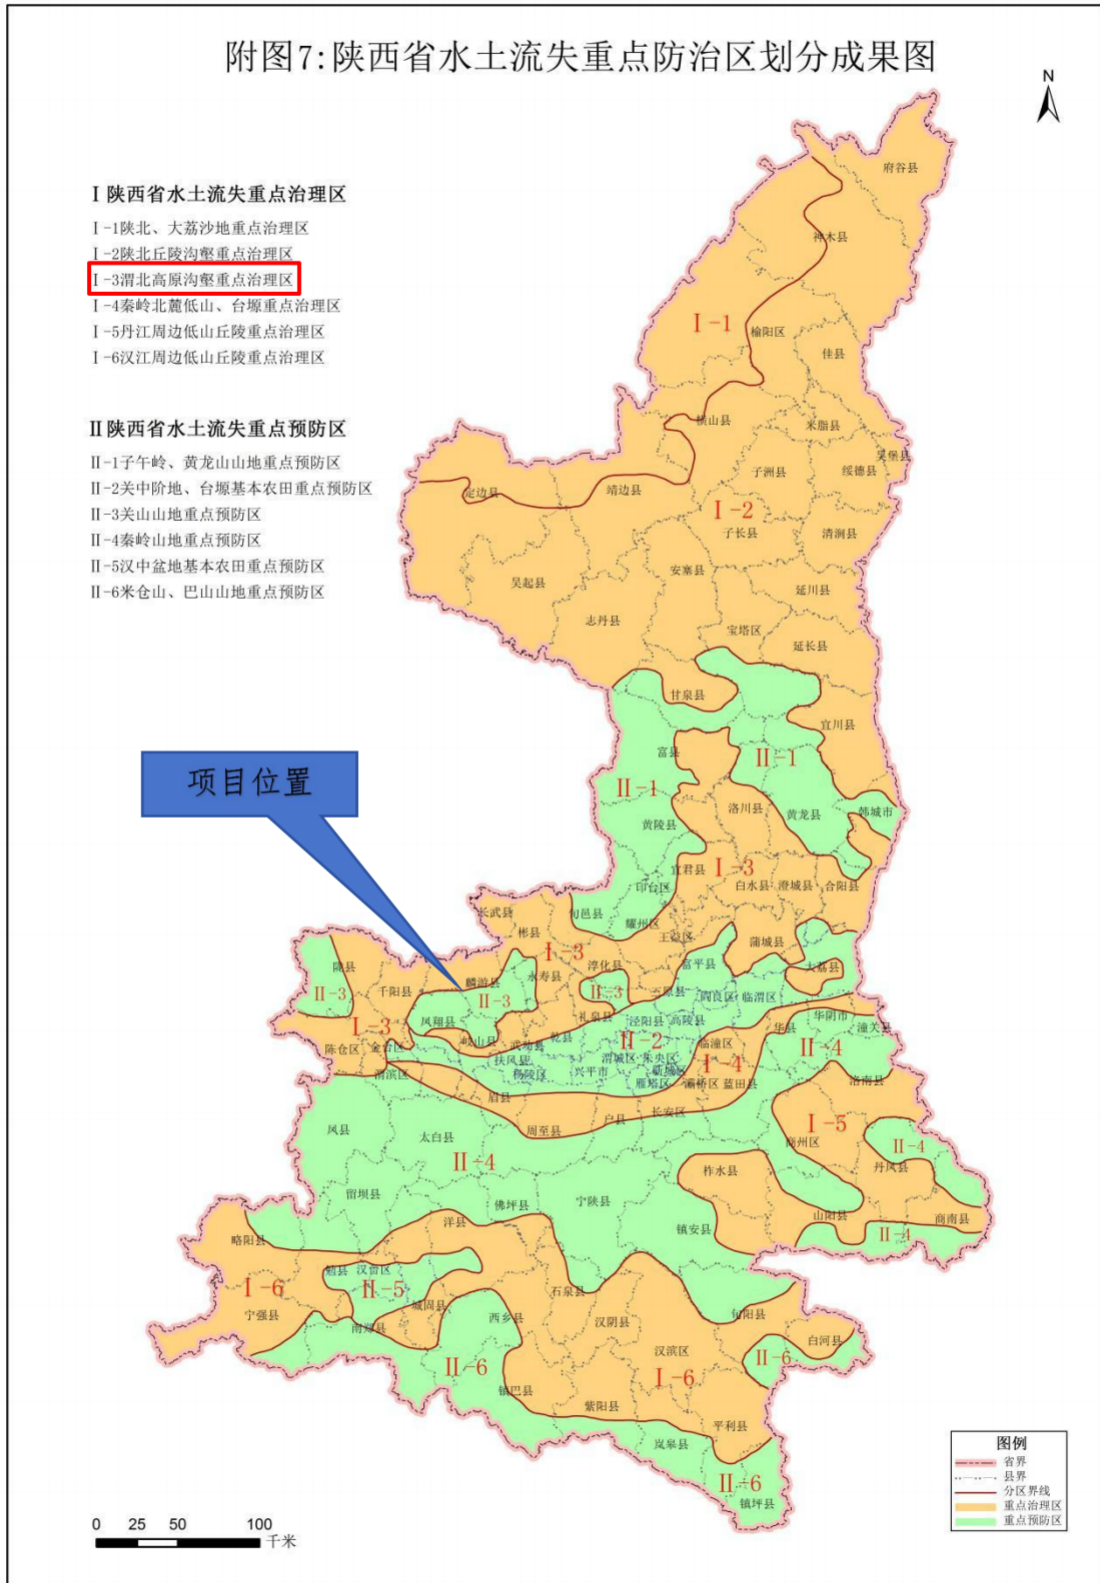 附图7:陕西省水土流失重点防治区划分成果图
N
Ⅰ陕西省水土流失重点治理区
Ⅰ-1陕北、大荔沙地重点治理区
Ⅰ-2陕北丘陵沟壑重点治理区
Ⅰ-3渭北高原沟壑重点治理区
Ⅰ-4秦岭北麓低山、台塬重点治理区
Ⅰ-5丹江周边低山丘陵重点治理区
Ⅰ-6汉江周边低山丘陵重点治理区
Ⅱ陕西省水土流失重点预防区
Ⅱ-1子午岭、黄龙山山地重点预防区
Ⅱ-2关中阶地、台塬基本农田重点预防区
Ⅱ-3关山山地重点预防区
Ⅱ-4秦岭山地重点预防区
Ⅱ-5汉中盆地基本农田重点预防区
Ⅱ-6米仓山、巴山山地重点预防区
项目位置
府谷县
神木县
Ⅰ-1
榆阳区
佳县
横山县
米脂县
吴堡县
子洲县
绥德县
定边县
靖边县
Ⅰ-2
子长县
清涧县
安塞县
吴起县
延川县
志丹县
宝塔区
延长县
甘泉县
宜川县
富县
Ⅱ-1
Ⅱ-1
洛川县
黄龙县
韩城市
黄陵县
宜君县
Ⅰ-3
印台区
白水县
澄城县
合阳县
长武县
旬邑县
彬县
耀州区
王益区
蒲城县
Ⅰ-3
淳化县
富平县
大荔县
陇县
千阳县
麟游县
永寿县
Ⅱ-3
Ⅱ-3
Ⅱ-3
三原县
阎良区
临渭区
凤翔县
礼泉县
泾阳县
高陵县
华县
华阴市
潼关县
Ⅰ-3
陈仓区
金台区
岐山县
武功县
乾县
Ⅱ-2
临潼区
Ⅱ-4
扶风县
渭城区
未央区
Ⅰ-4
渭滨区
杨陵区
兴平市
雁塔区
灞桥区
蓝田县
洛南县
眉县
周至县
户县
长安区
Ⅰ-5
凤县
太白县
商州区
Ⅱ-4
Ⅱ-4
丹凤县
柞水县
留坝县
佛坪县
宁陕县
山阳县
商南县
洋县
镇安县
Ⅱ-4
略阳县
勉县
汉台区
Ⅰ-6
Ⅱ-5
石泉县
宁强县
城固县
南郑县
西乡县
汉阴县
旬阳县
白河县
汉滨区
Ⅱ-6
Ⅱ-6
Ⅰ-6
镇巴县
紫阳县
平利县
岚皋县
Ⅱ-6
镇坪县
图例
省界
县界
分区界线
重点治理区
重点预防区
0 25 50 100
千米